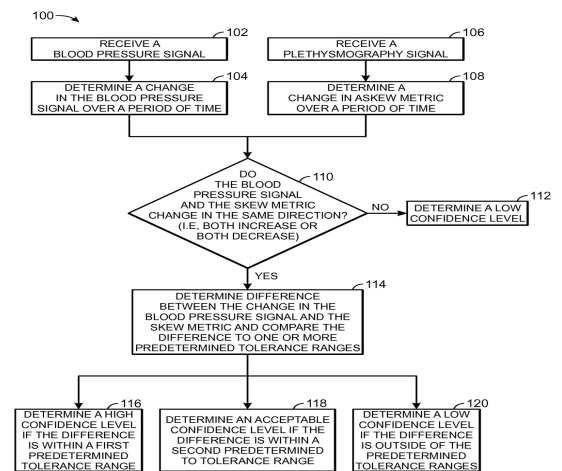 100
102
RECEIVE A
BLOOD PRESSURE SIGNAL
106
RECEIVE A
PLETHYSMOGRAPHY SIGNAL
104
DETERMINE A CHANGE
IN THE BLOOD PRESSURE
SIGNAL OVER A PERIOD OF TIME
108
DETERMINE A
CHANGE IN ASKEW METRIC
OVER A PERIOD OF TIME
110
DO
THE BLOOD
PRESSURE SIGNAL
AND THE SKEW METRIC
CHANGE IN THE SAME DIRECTION?
(I.E, BOTH INCREASE OR
BOTH DECREASE)
NO
112
DETERMINE A LOW
CONFIDENCE LEVEL
YES
114
DETERMINE DIFFERENCE
BETWEEN THE CHANGE IN THE
BLOOD PRESSURE SIGNAL AND THE
SKEW METRIC AND COMPARE THE
DIFFERENCE TO ONE OR MORE
PREDETERMINED TOLERANCE RANGES
116
DETERMINE A HIGH
CONFIDENCE LEVEL
IF THE DIFFERENCE
IS WITHIN A FIRST
PREDETERMINED
TOLERANCE RANGE
118
DETERMINE AN ACCEPTABLE
CONFIDENCE LEVEL IF THE
DIFFERENCE IS WITHIN A
SECOND PREDETERMINED
TO TOLERANCE RANGE
120
DETERMINE A LOW
CONFIDENCE LEVEL
IF THE DIFFERENCE
IS OUTSIDE OF THE
PREDETERMINED
TOLERANCE RANGES